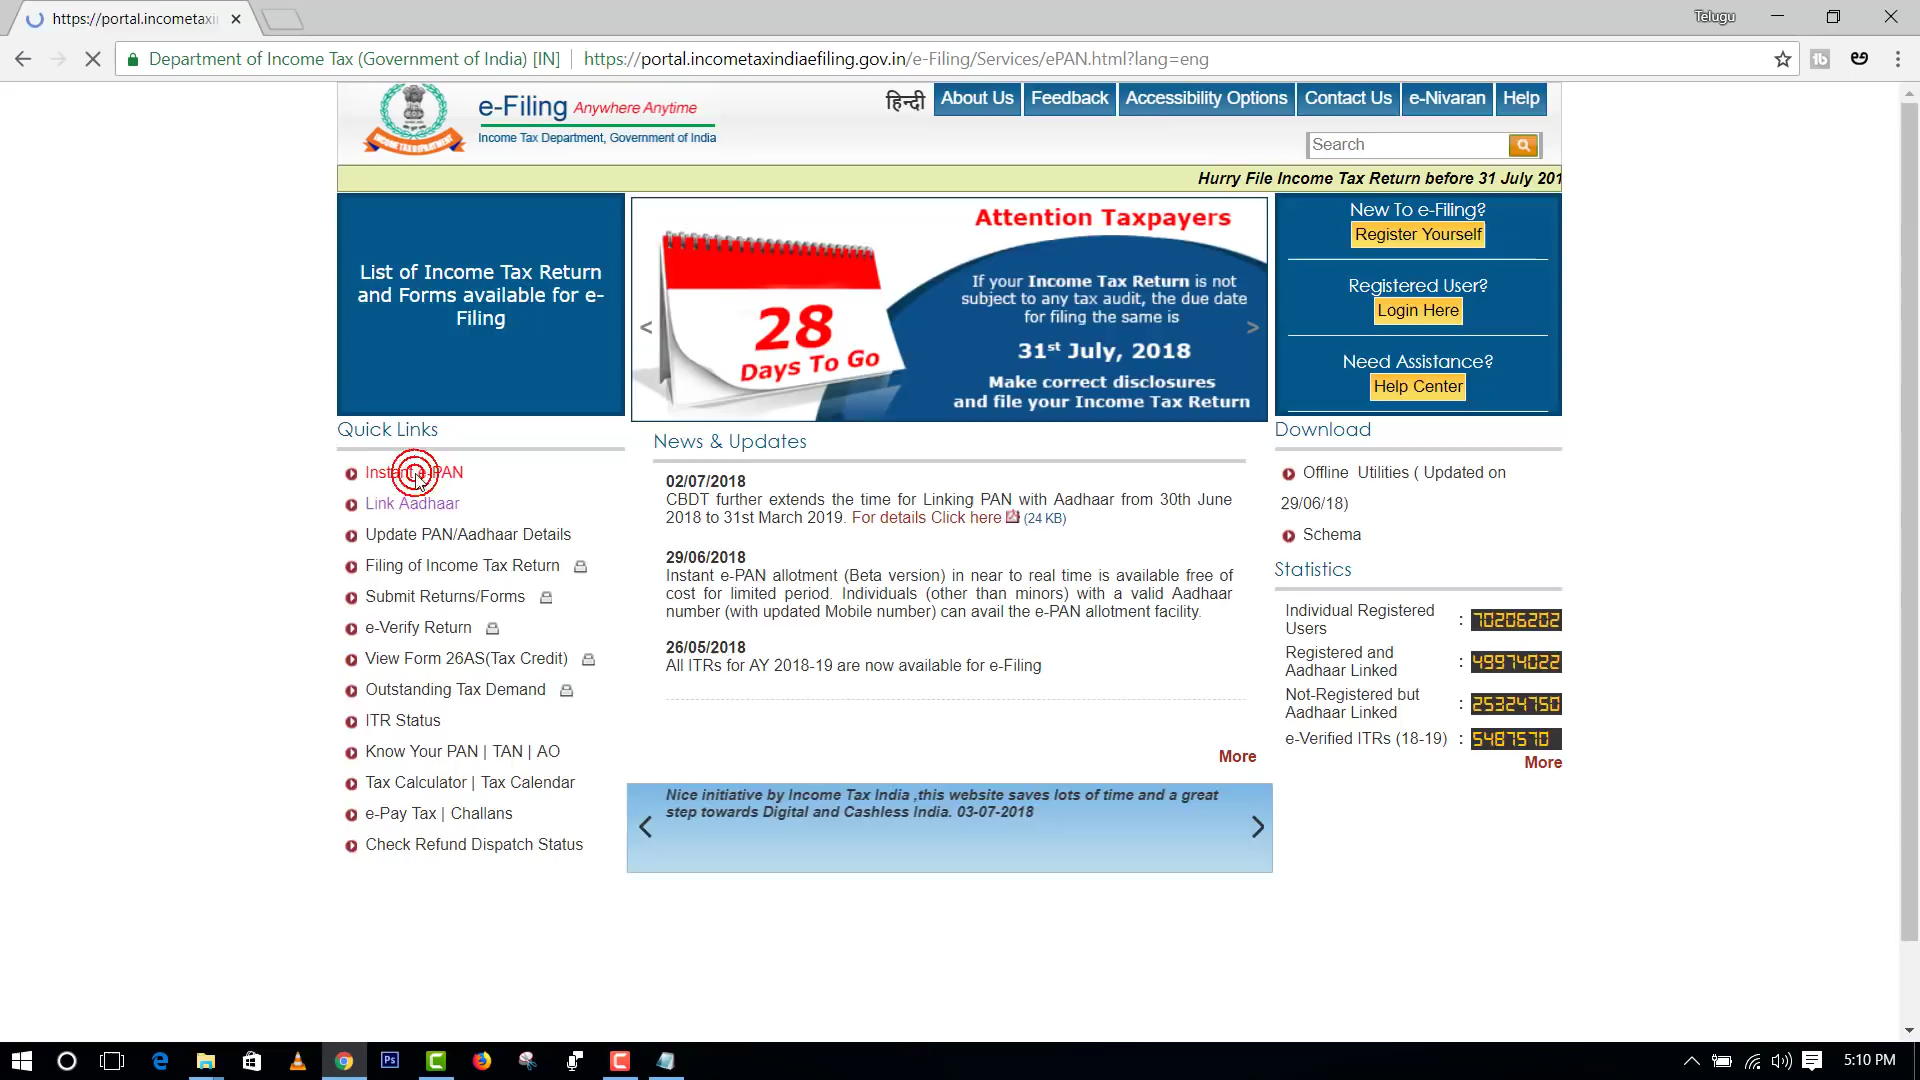 https://portal.incometaxin
Telugu
Department of Income Tax (Government of India) [IN]
https://portal.incometaxindiaefiling.gov.in/e-Filing/Services/ePAN.html?lang=eng
e-Filing Anywhere Anytime
Income Tax Department, Government of India
हिन्दी
About Us
Feedback
Accessibility Options
Contact Us
e-Nivaran
Help
Search
Hurry File Income Tax Return before 31 July 201
List of Income Tax Return
and Forms available for e-
Filing
Attention Taxpayers
If your Income Tax Return is not
subject to any tax audit, the due date
for filing the same is
31st July, 2018
Make correct disclosures
and file your Income Tax Return
28
Days To Go
<
>
New To e-Filing?
Register Yourself
Registered User?
Login Here
Need Assistance?
Help Center
Quick Links
Instant e-PAN
Link Aadhaar
Update PAN/Aadhaar Details
Filing of Income Tax Return
Submit Returns/Forms
e-Verify Return
View Form 26AS(Tax Credit)
Outstanding Tax Demand
ITR Status
Know Your PAN | TAN | AO
Tax Calculator | Tax Calendar
e-Pay Tax | Challans
Check Refund Dispatch Status
News & Updates
02/07/2018
CBDT further extends the time for Linking PAN with Aadhaar from 30th June
2018 to 31st March 2019. For details Click here (24 KB)
29/06/2018
Instant e-PAN allotment (Beta version) in near to real time is available free of
cost for limited period. Individuals (other than minors) with a valid Aadhaar
number (with updated Mobile number) can avail the e-PAN allotment facility.
26/05/2018
All ITRs for AY 2018-19 are now available for e-Filing
More
Nice initiative by Income Tax India ,this website saves lots of time and a great
step towards Digital and Cashless India. 03-07-2018
Download
Offline Utilities ( Updated on
29/06/18)
Schema
Statistics
Individual Registered
Users : 70206202
Registered and
Aadhaar Linked : 49974022
Not-Registered but
Aadhaar Linked : 25324750
e-Verified ITRs (18-19) : 5487570
More
Ps
5:10 PM